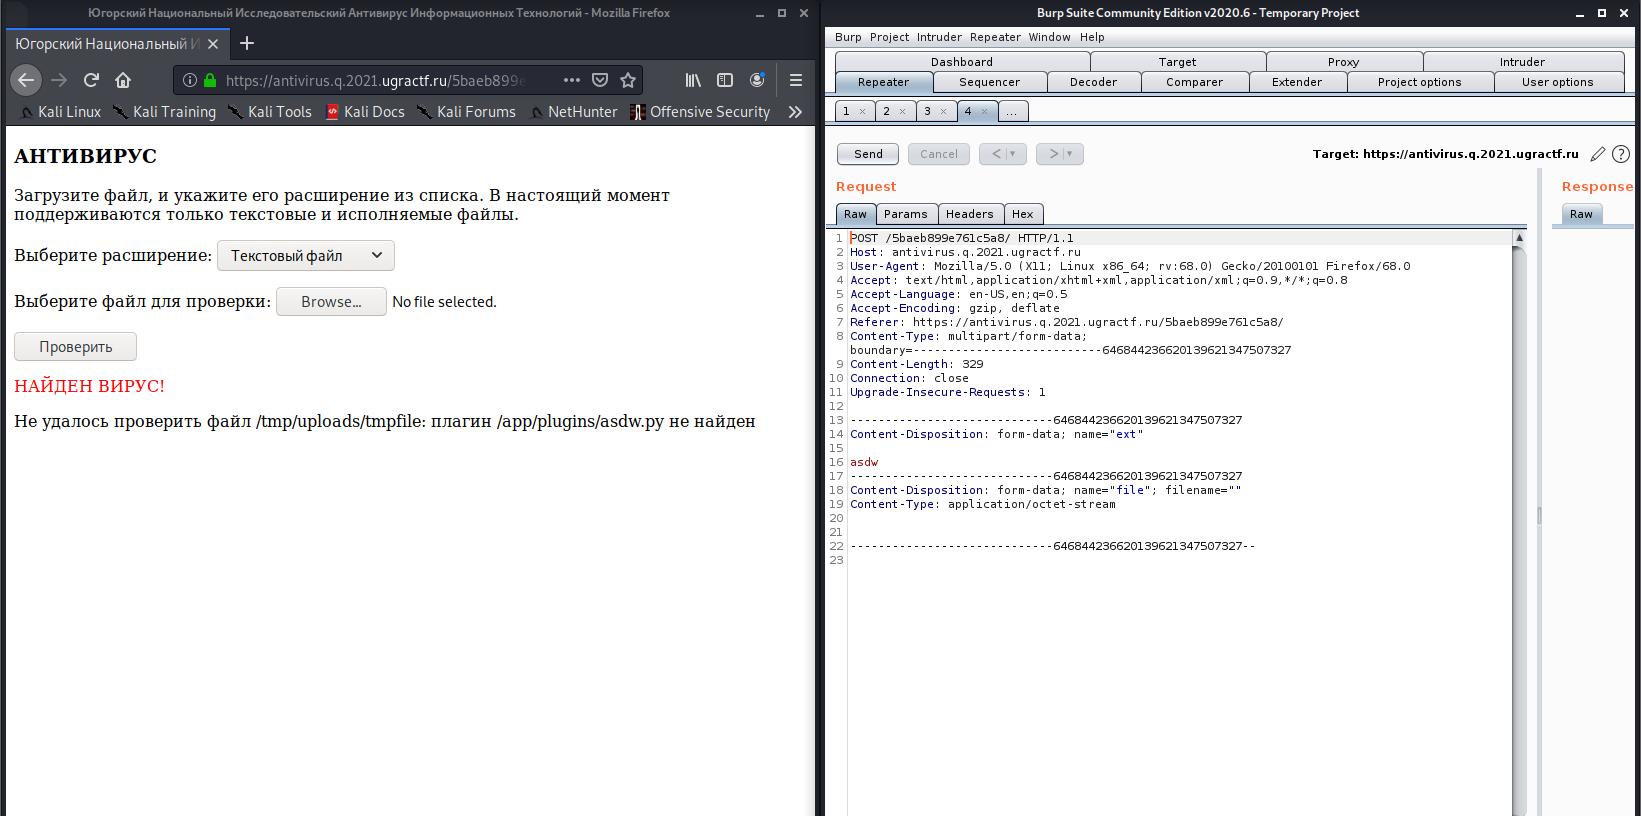 Югорский Национальный Исследовательский Антивирус Информационных Технологий - Mozilla Firefox
Югорский Национальный И
https://antivirus.q.2021.ugractf.ru/5baeb899e
Kali Linux Kali Training Kali Tools Kali Docs Kali Forums NetHunter Offensive Security
АНТИВИРУС
Загрузите файл, и укажите его расширение из списка. В настоящий момент
поддерживаются только текстовые и исполняемые файлы.
Выберите расширение: Текстовый файл
Выберите файл для проверки: Browse... No file selected.
Проверить
НАЙДЕН ВИРУС!
Не удалось проверить файл /tmp/uploads/tmpfile: плагин /app/plugins/asdw.py не найден
Burp Suite Community Edition v2020.6 - Temporary Project
Burp Project Intruder Repeater Window Help
Dashboard Target Proxy Intruder
Repeater Sequencer Decoder Comparer Extender Project options User options
1 × 2 × 3 × 4 × ...
Send Cancel < > Target: https://antivirus.q.2021.ugractf.ru ?
Request
Response
Raw Params Headers Hex
Raw
1 POST /5baeb899e761c5a8/ HTTP/1.1
2 Host: antivirus.q.2021.ugractf.ru
3 User-Agent: Mozilla/5.0 (X11; Linux x86_64; rv:68.0) Gecko/20100101 Firefox/68.0
4 Accept: text/html,application/xhtml+xml,application/xml;q=0.9,*/*;q=0.8
5 Accept-Language: en-US,en;q=0.5
6 Accept-Encoding: gzip, deflate
7 Referer: https://antivirus.q.2021.ugractf.ru/5baeb899e761c5a8/
8 Content-Type: multipart/form-data;
boundary=---------------------------6468442366201396213​47507327
9 Content-Length: 329
10 Connection: close
11 Upgrade-Insecure-Requests: 1
12
13 -----------------------------646844236620139621347507327
14 Content-Disposition: form-data; name="ext"
15
16 asdw
17 -----------------------------646844236620139621347507327
18 Content-Disposition: form-data; name="file"; filename=""
19 Content-Type: application/octet-stream
20
21
22 -----------------------------646844236620139621347507327--
23